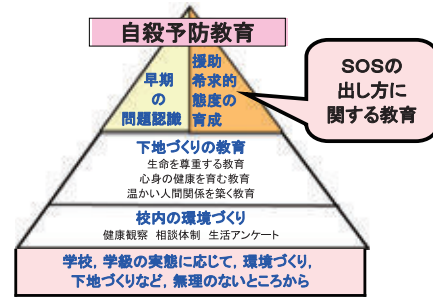 自殺予防教育
早期
の
問題認識
援助
希求的
態度の
育成
SOSの
出し方に
関する教育
下地づくりの教育
生命を尊重する教育
心身の健康を育む教育
温かい人間関係を築く教育
校内の環境づくり
健康観察 相談体制 生活アンケート
学校，学級の実態に応じて，環境づくり，
下地づくりなど，無理のないところから